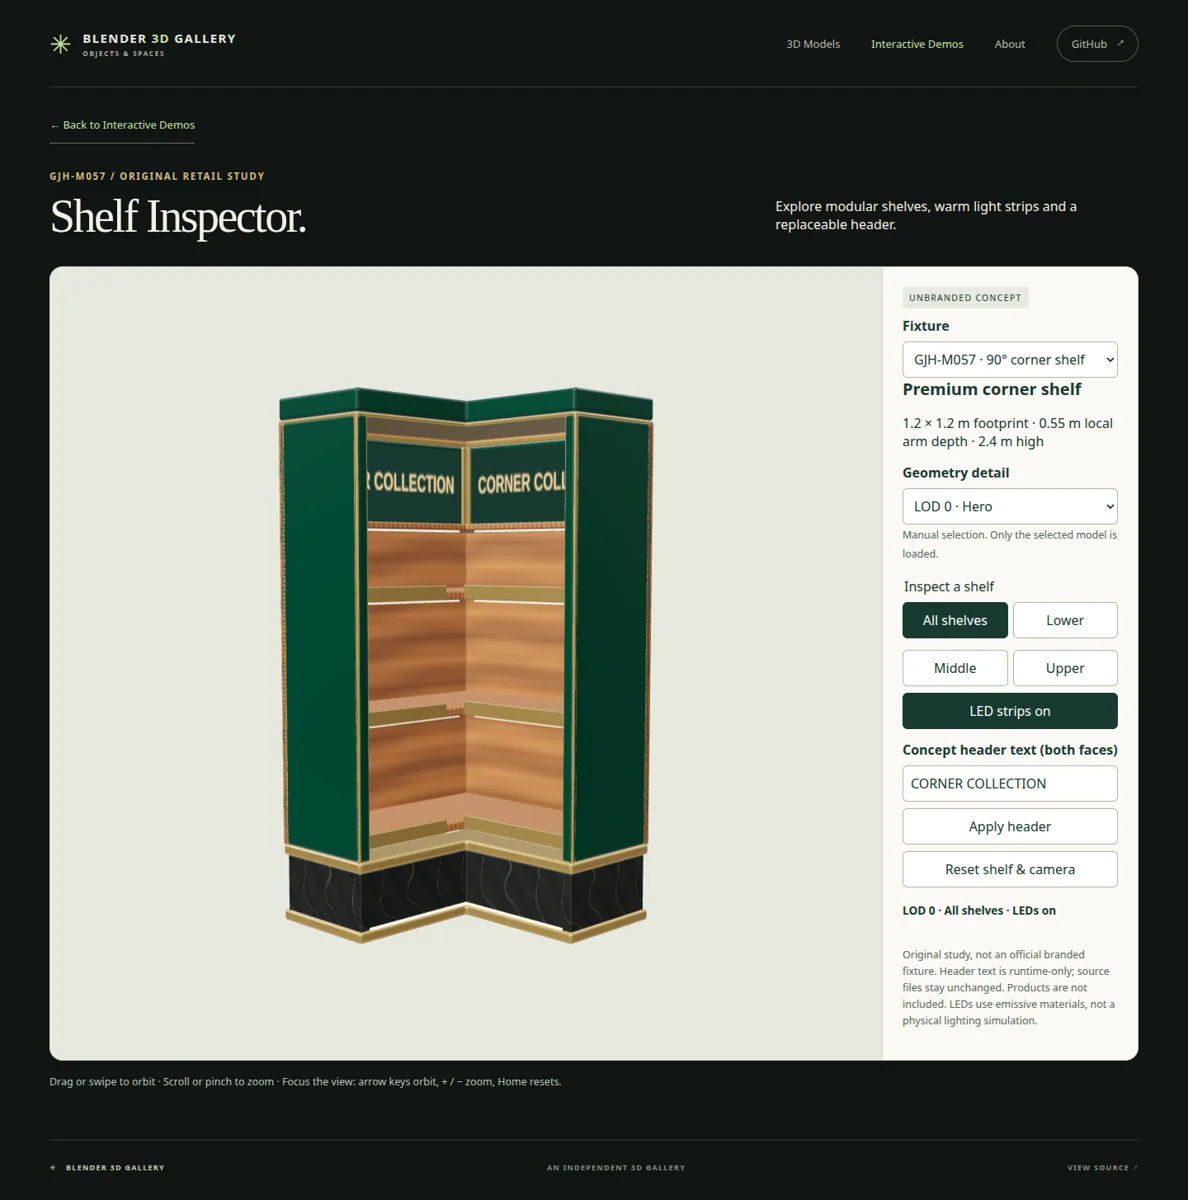 BLENDER 3D GALLERY
OBJECTS & SPACES
3D Models
Interactive Demos
About
GitHub ↗
← Back to Interactive Demos
GJH-M057 / ORIGINAL RETAIL STUDY
Shelf Inspector.
Explore modular shelves, warm light strips and a
replaceable header.
R COLLECTION
CORNER COLL
UNBRANDED CONCEPT
Fixture
GJH-M057 · 90° corner shelf
Premium corner shelf
1.2 × 1.2 m footprint · 0.55 m local
arm depth · 2.4 m high
Geometry detail
LOD 0 · Hero
Manual selection. Only the selected model is
loaded.
Inspect a shelf
All shelves
Lower
Middle
Upper
LED strips on
Concept header text (both faces)
CORNER COLLECTION
Apply header
Reset shelf & camera
LOD 0 · All shelves · LEDs on
Original study, not an official branded
fixture. Header text is runtime-only; source
files stay unchanged. Products are not
included. LEDs use emissive materials, not a
physical lighting simulation.
Drag or swipe to orbit · Scroll or pinch to zoom · Focus the view: arrow keys orbit, + / − zoom, Home resets.
BLENDER 3D GALLERY
AN INDEPENDENT 3D GALLERY
VIEW SOURCE ↗